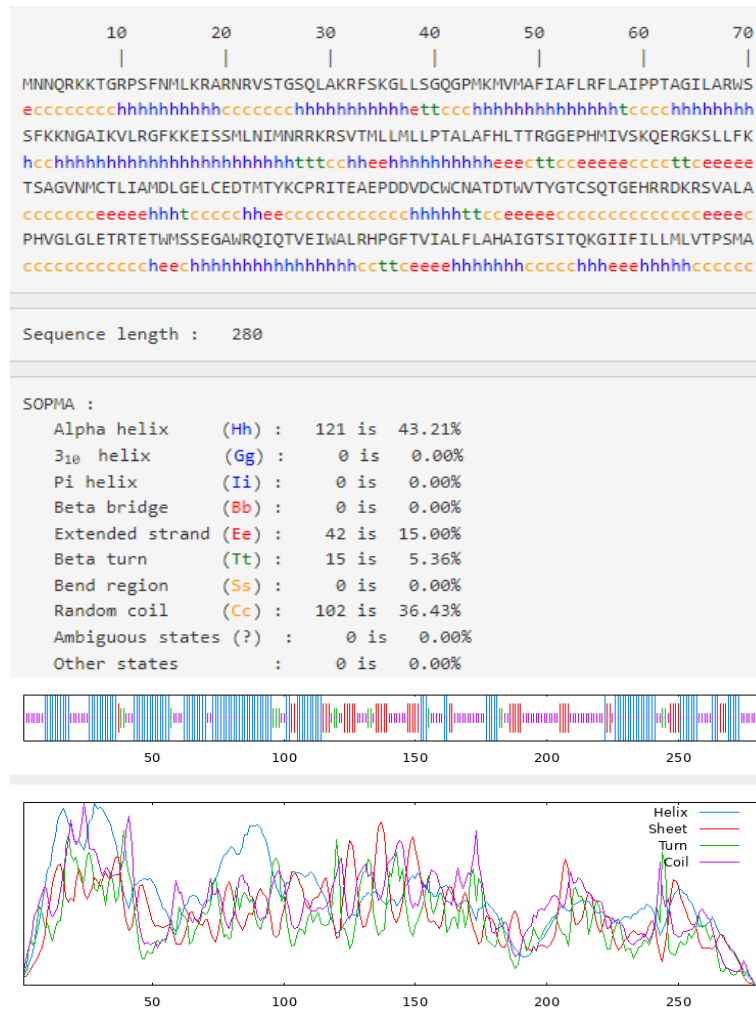 10 20 30 40 50 60 70
| | | | | | |
MNNQRKKTGRPSFNMLKRARNRVSTGSQLAKRFSKGLLSGQGPMKMVMAFIAFLRFLAIPPTAGILARWS
ecccccccchhhhhhhhhhccccccchhhhhhhhhhhettccchhhhhhhhhhhhhhtcccchhhhhhhh
SFKKNGAIKVLRGFKKEISSMLNIMNRRKRSVTMLLMLLPTALAFHLTTRGGEPHMIVSKQERGKSLLFK
hcchhhhhhhhhhhhhhhhhhhhhhhtttcchheehhhhhhhhhheeecttcceeeeeccccttceeeee
TSAGVNMCTLIAMDLGELCEDTMTYKCPRITEAEPDDVDCWCNATDTWVTYGTCSQTGEHRRDKRSVALA
ccccccceeeeehhhtccccchheecccccccccccchhhhhttcceeeeecccccccccccccceeeec
PHVGLGLETRTETWMSSEGAWRQIQTVEIWALRHPGFTVIALFLAHAIGTSITQKGIIFILLMLVTPSMA
ccccccccccccheechhhhhhhhhhhhhhhhccttceeeehhhhhhhccccchhheeehhhhhcccccc
Sequence length : 280
SOPMA :
Alpha helix (Hh) : 121 is 43.21%
3₁₀ helix (Gg) : 0 is 0.00%
Pi helix (Ii) : 0 is 0.00%
Beta bridge (Bb) : 0 is 0.00%
Extended strand (Ee) : 42 is 15.00%
Beta turn (Tt) : 15 is 5.36%
Bend region (Ss) : 0 is 0.00%
Random coil (Cc) : 102 is 36.43%
Ambiguous states (?) : 0 is 0.00%
Other states : 0 is 0.00%
50 100 150 200 250
Helix
Sheet
Turn
Coil
50 100 150 200 250